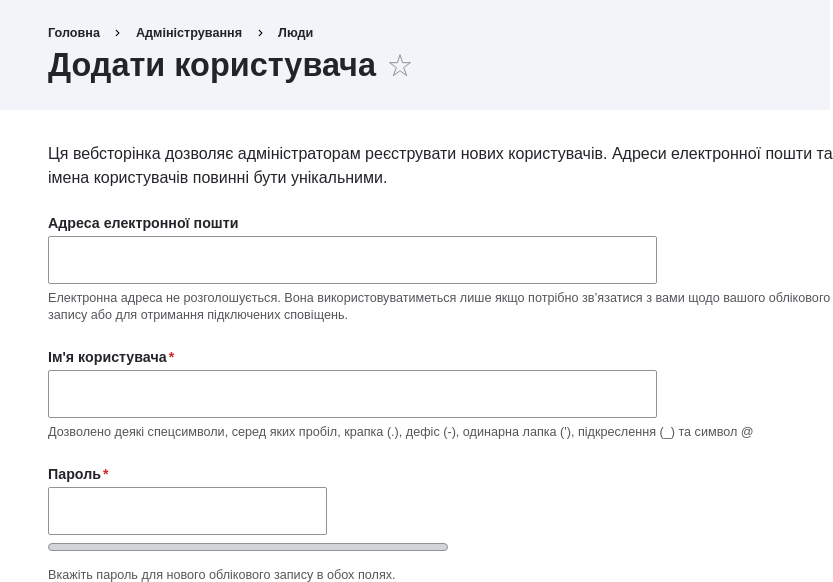 Головна › Адміністрування › Люди
Додати користувача
Ця вебсторінка дозволяє адміністраторам реєструвати нових користувачів. Адреси електронної пошти та
імена користувачів повинні бути унікальними.
Адреса електронної пошти
Електронна адреса не розголошується. Вона використовуватиметься лише якщо потрібно зв’язатися з вами щодо вашого облікового
запису або для отримання підключених сповіщень.
Ім'я користувача*
Дозволено деякі спецсимволи, серед яких пробіл, крапка (.), дефіс (-), одинарна лапка ('), підкреслення (_) та символ @
Пароль*
Вкажіть пароль для нового облікового запису в обох полях.